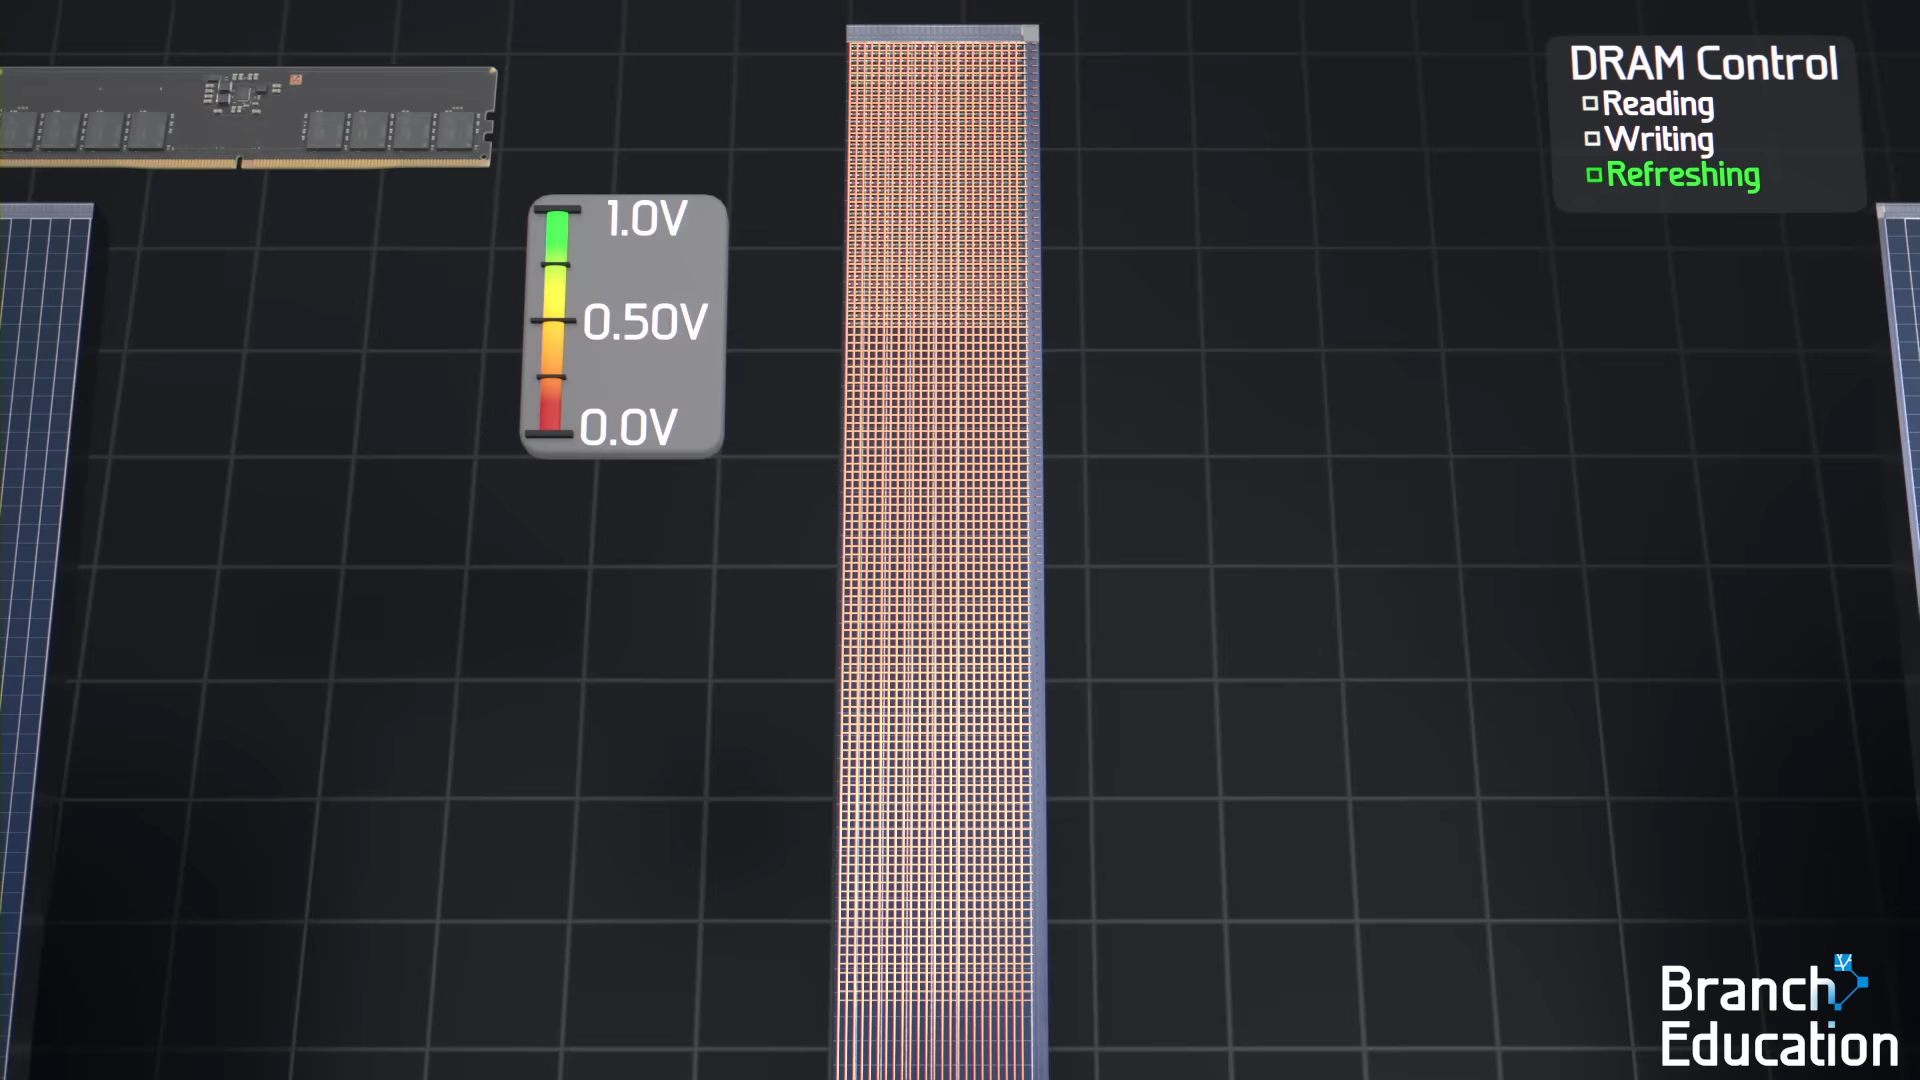 DRAM Control
Reading
Writing
Refreshing
1.0V
0.50V
0.0V
Branch
Education